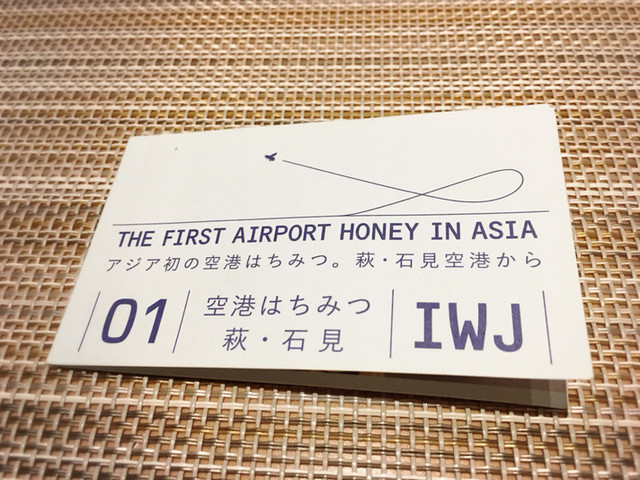 THE FIRST AIRPORT HONEY IN ASIA
アジア初の空港はちみつ。萩・石見空港から
01
空港はちみつ
萩・石見
IWJ